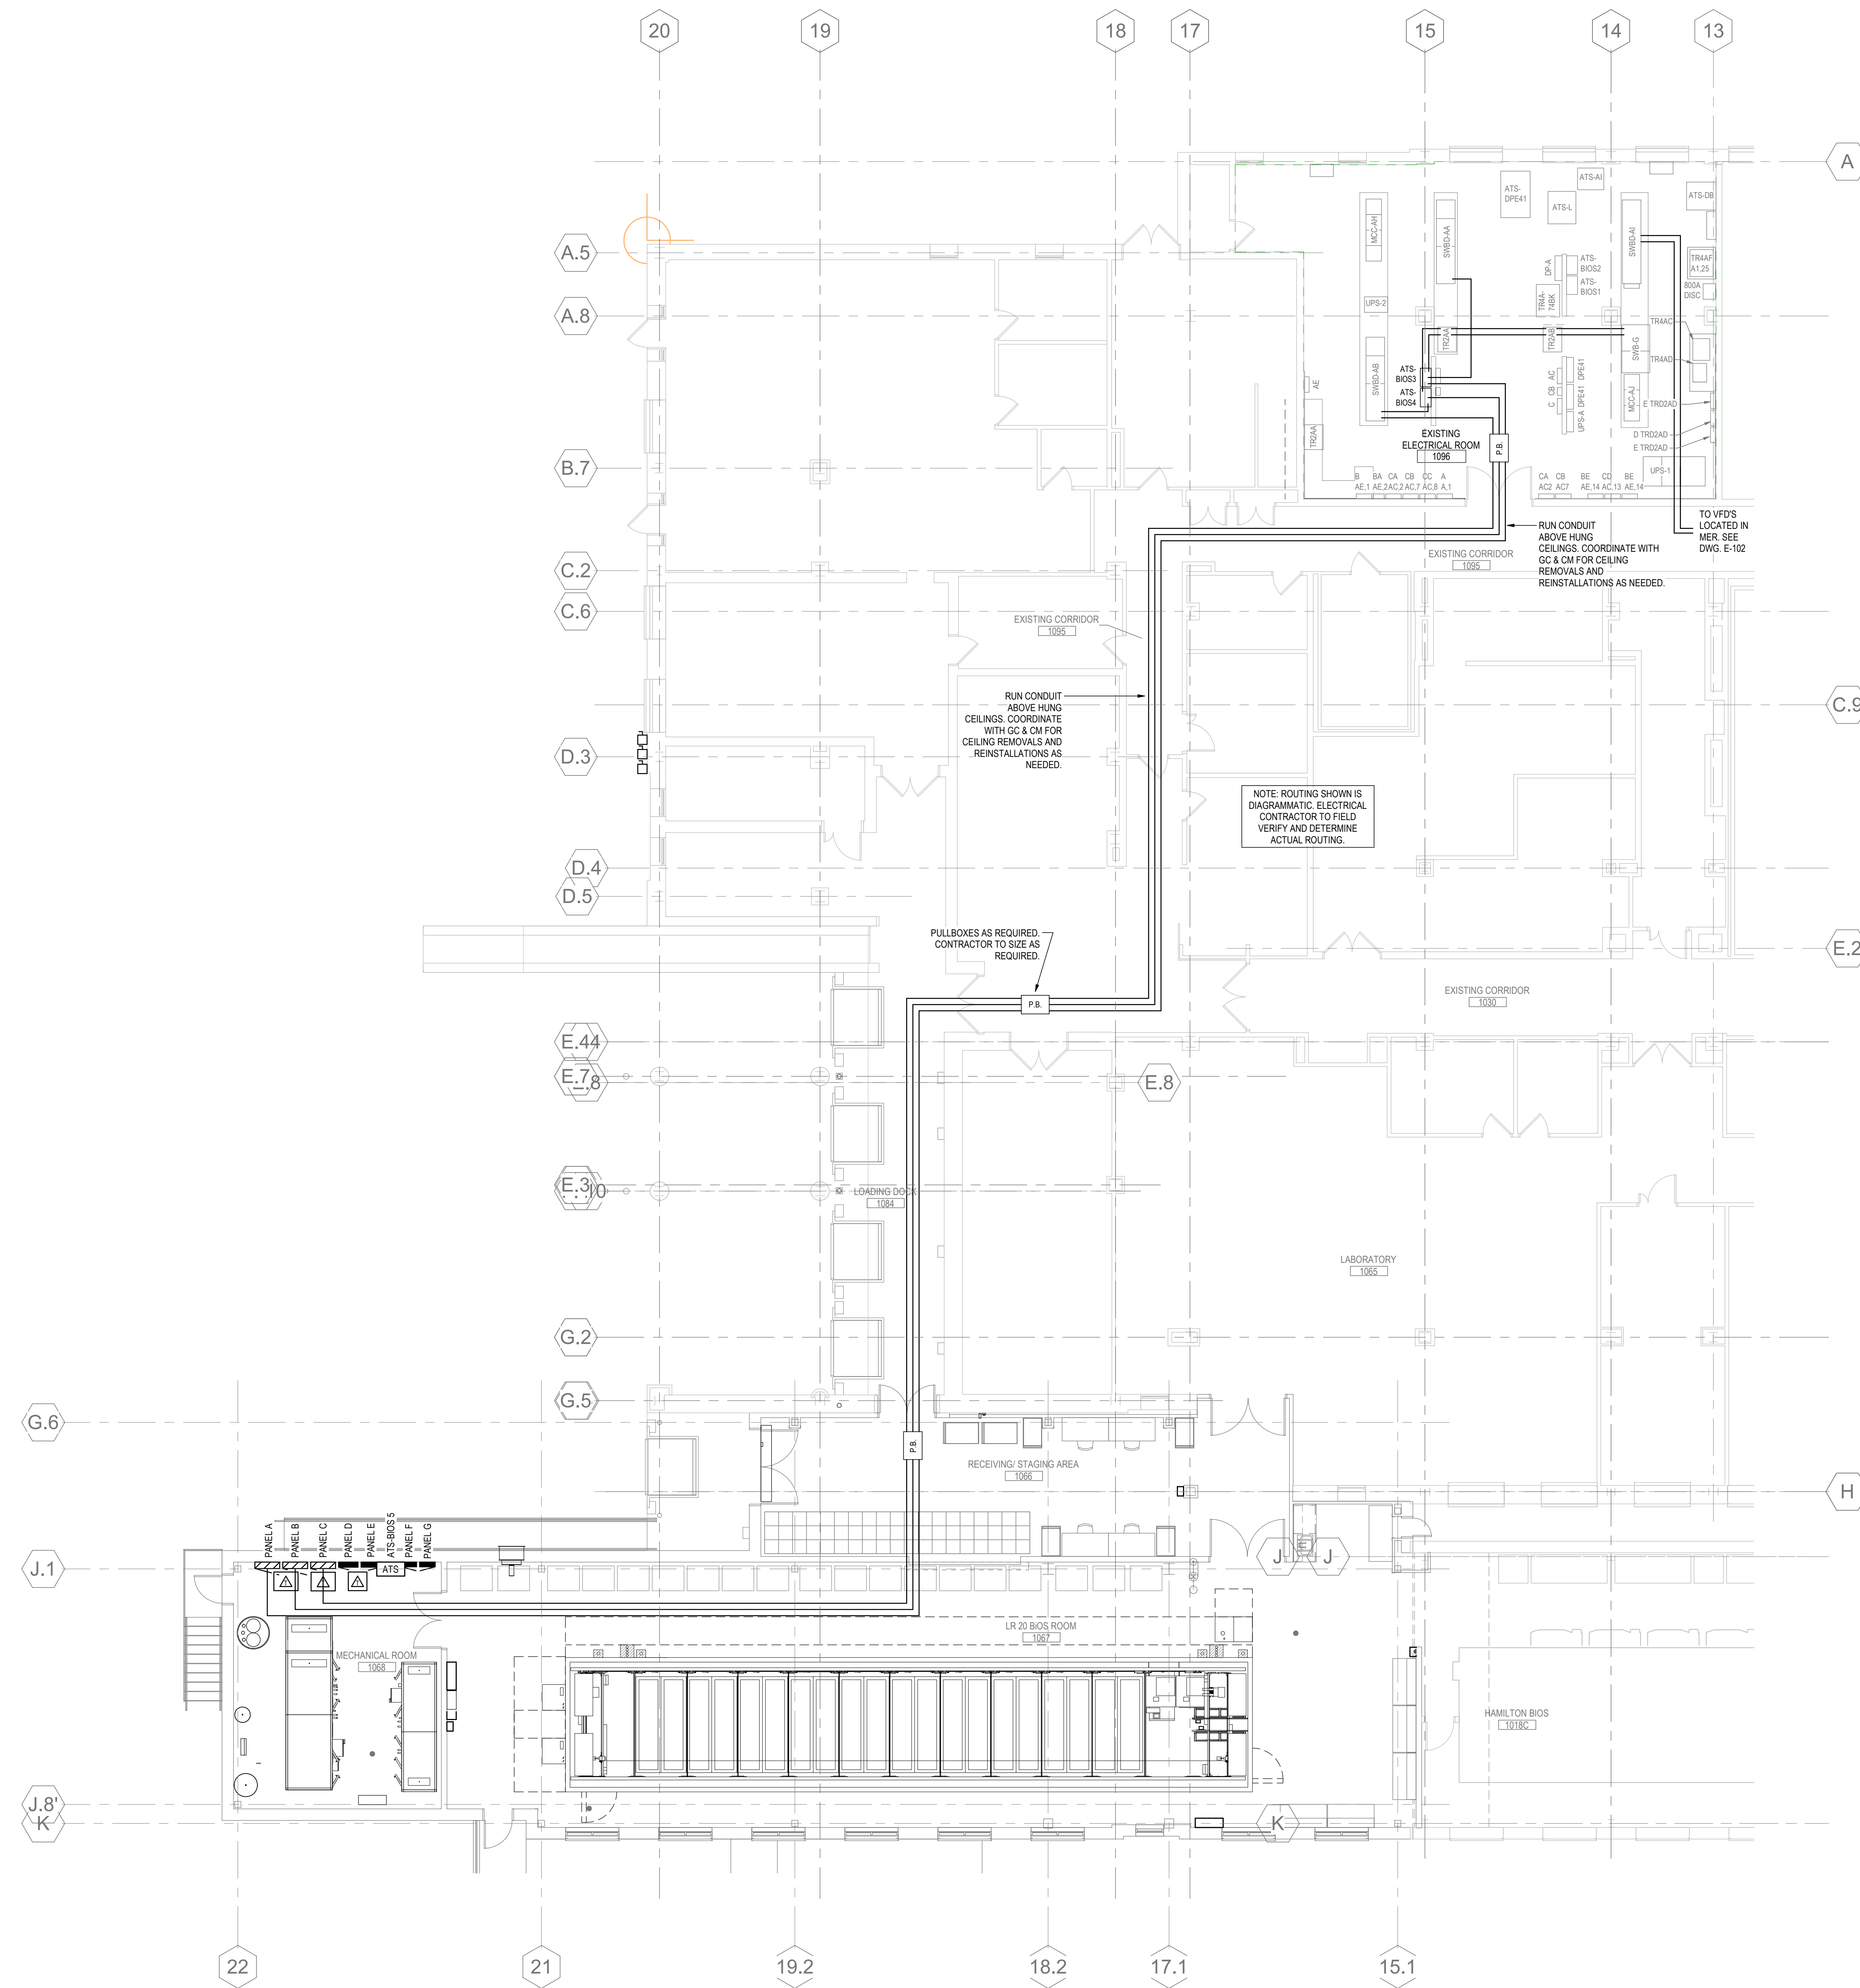 20
19
18
17
15
14
13
A
A.5
A.8
B.7
C.2
C.6
C.9
D.3
D.4
D.5
E.2
E.7
E.8
E.3
G.2
G.5
G.6
H
J.1
J
J
J.8'
K
K
22
21
19.2
18.2
17.1
15.1
MCC-AH
SWBD-AA
ATS-
DPE41
ATS-AI
ATS-L
SWBD-AI
ATS-DB
TR4AF
A1,25
800A
DISC
DP-A
ATS-
BIOS2
ATS-
BIOS1
TR4A-
74BK
UPS-2
TR4AC
TR4AD
TR2AA
TR2AB
SWB-G
SWBD-AB
ATS-
BIOS3
ATS-
BIOS4
AE
TR2AA
AC
CB
C
DPE41
DPE41
UPS-A
MCC-AJ
E TRD2AD
D TRD2AD
E TRD2AD
UPS-1
EXISTING
ELECTRICAL ROOM
1096
P.B.
B BA CA CB CC A
AE,1 AE,2 AC,2 AC,7 AC,8 A,1
CA CB BE CD BE
AC2 AC7 AE,14 AC,13 AE,14
TO VFD'S
LOCATED IN
MER. SEE
DWG. E-102
RUN CONDUIT
ABOVE HUNG
CEILINGS. COORDINATE WITH
GC & CM FOR CEILING
REMOVALS AND
REINSTALLATIONS AS NEEDED.
EXISTING CORRIDOR
1095
EXISTING CORRIDOR
1095
RUN CONDUIT
ABOVE HUNG
CEILINGS. COORDINATE
WITH GC & CM FOR
CEILING REMOVALS AND
REINSTALLATIONS AS
NEEDED.
NOTE: ROUTING SHOWN IS
DIAGRAMMATIC. ELECTRICAL
CONTRACTOR TO FIELD
VERIFY AND DETERMINE
ACTUAL ROUTING.
PULLBOXES AS REQUIRED.
CONTRACTOR TO SIZE AS
REQUIRED.
P.B.
EXISTING CORRIDOR
1030
LOADING DOCK
1084
LABORATORY
1065
P.B.
RECEIVING/ STAGING AREA
1066
PANEL A
PANEL B
PANEL C
PANEL D
PANEL E
ATS-BIOS 5
PANEL F
PANEL G
ATS
LR 20 BiOS ROOM
1067
MECHANICAL ROOM
1068
HAMILTON BIOS
1018C